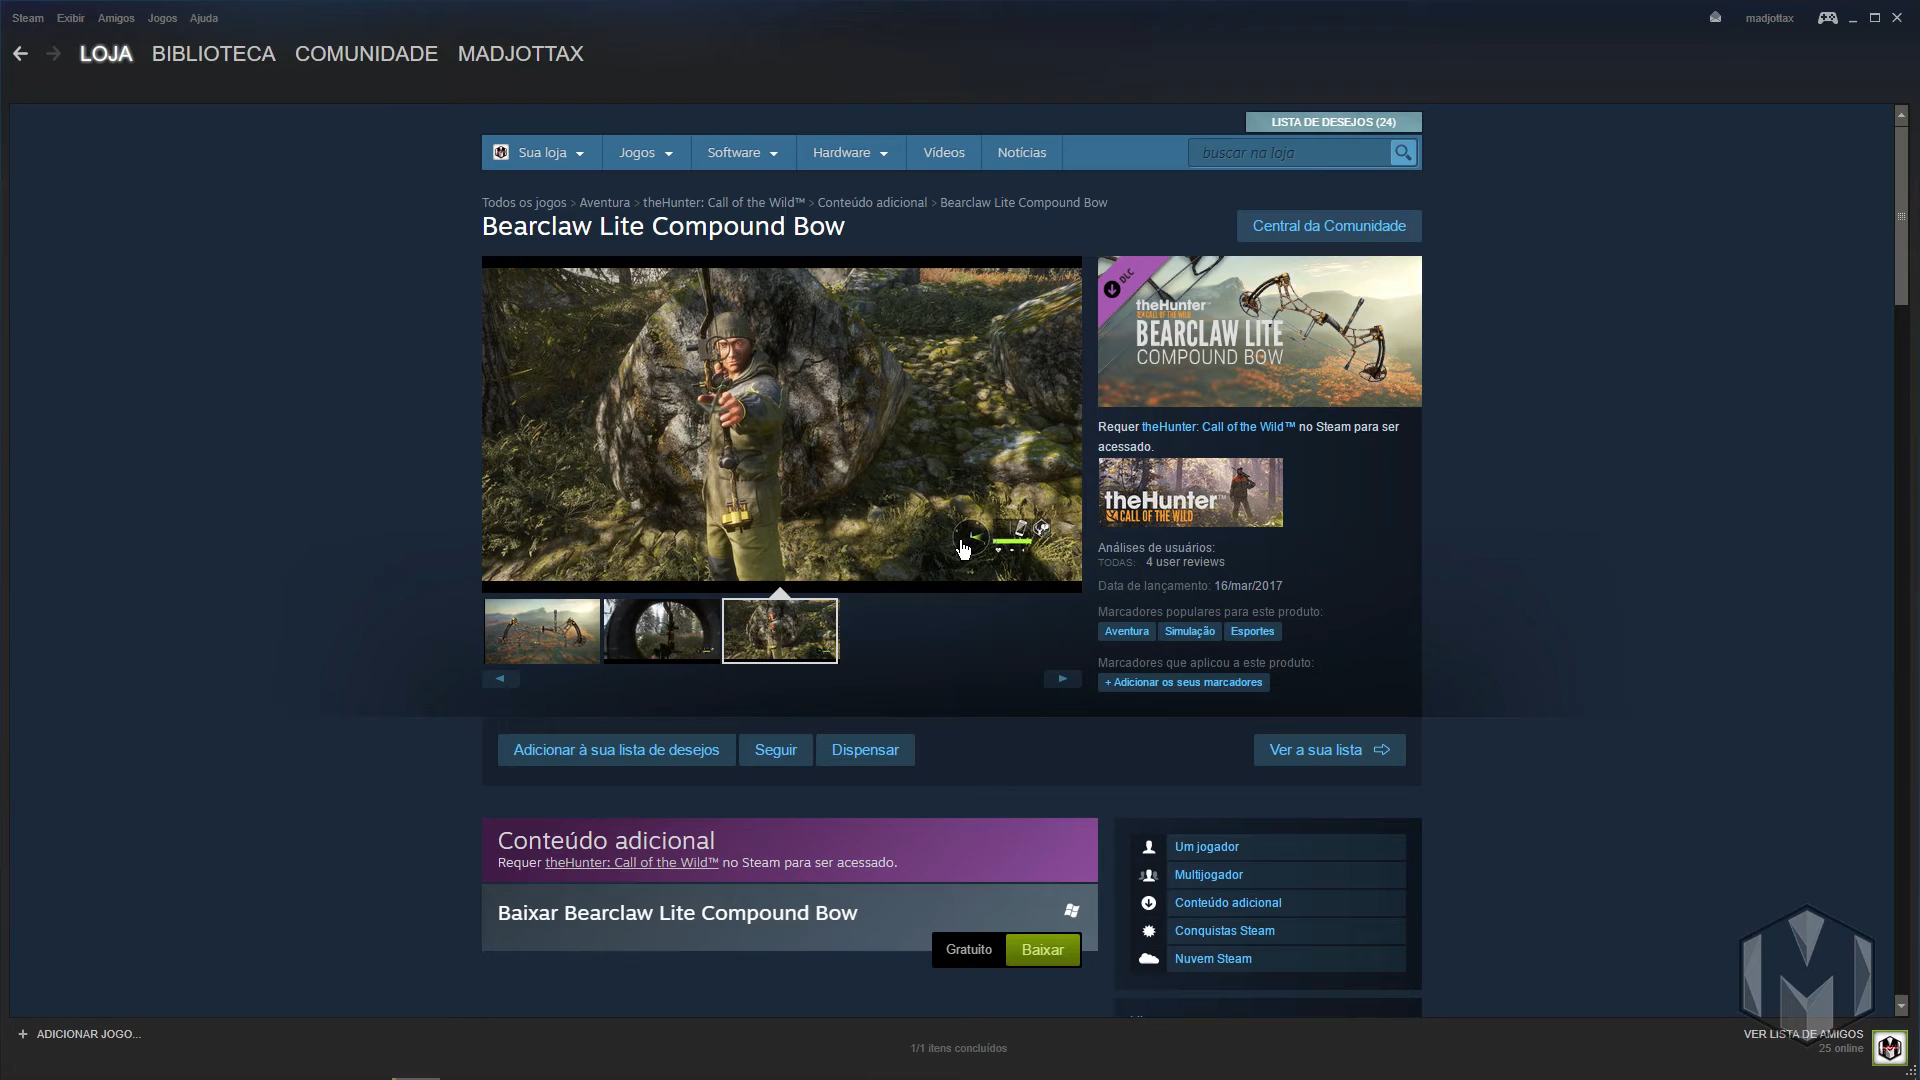 Steam Exibir Amigos Jogos Ajuda
madjottax
LOJA BIBLIOTECA COMUNIDADE MADJOTTAX
LISTA DE DESEJOS (24)
Sua loja Jogos Software Hardware Vídeos Notícias
buscar na loja
Todos os jogos > Aventura > theHunter: Call of the Wild™ > Conteúdo adicional > Bearclaw Lite Compound Bow
Bearclaw Lite Compound Bow
Central da Comunidade
DLC
theHunter
CALL OF THE WILD
BEARCLAW LITE
COMPOUND BOW
Requer theHunter: Call of the Wild™ no Steam para ser
acessado.
theHunter™
CALL OF THE WILD
Análises de usuários:
TODAS: 4 user reviews
Data de lançamento: 16/mar/2017
Marcadores populares para este produto:
Aventura Simulação Esportes
Marcadores que aplicou a este produto:
+ Adicionar os seus marcadores
Adicionar à sua lista de desejos Seguir Dispensar
Ver a sua lista
Conteúdo adicional
Requer theHunter: Call of the Wild™ no Steam para ser acessado.
Baixar Bearclaw Lite Compound Bow
Gratuito Baixar
Um jogador
Multijogador
Conteúdo adicional
Conquistas Steam
Nuvem Steam
+ ADICIONAR JOGO...
1/1 itens concluídos
VER LISTA DE AMIGOS
25 online